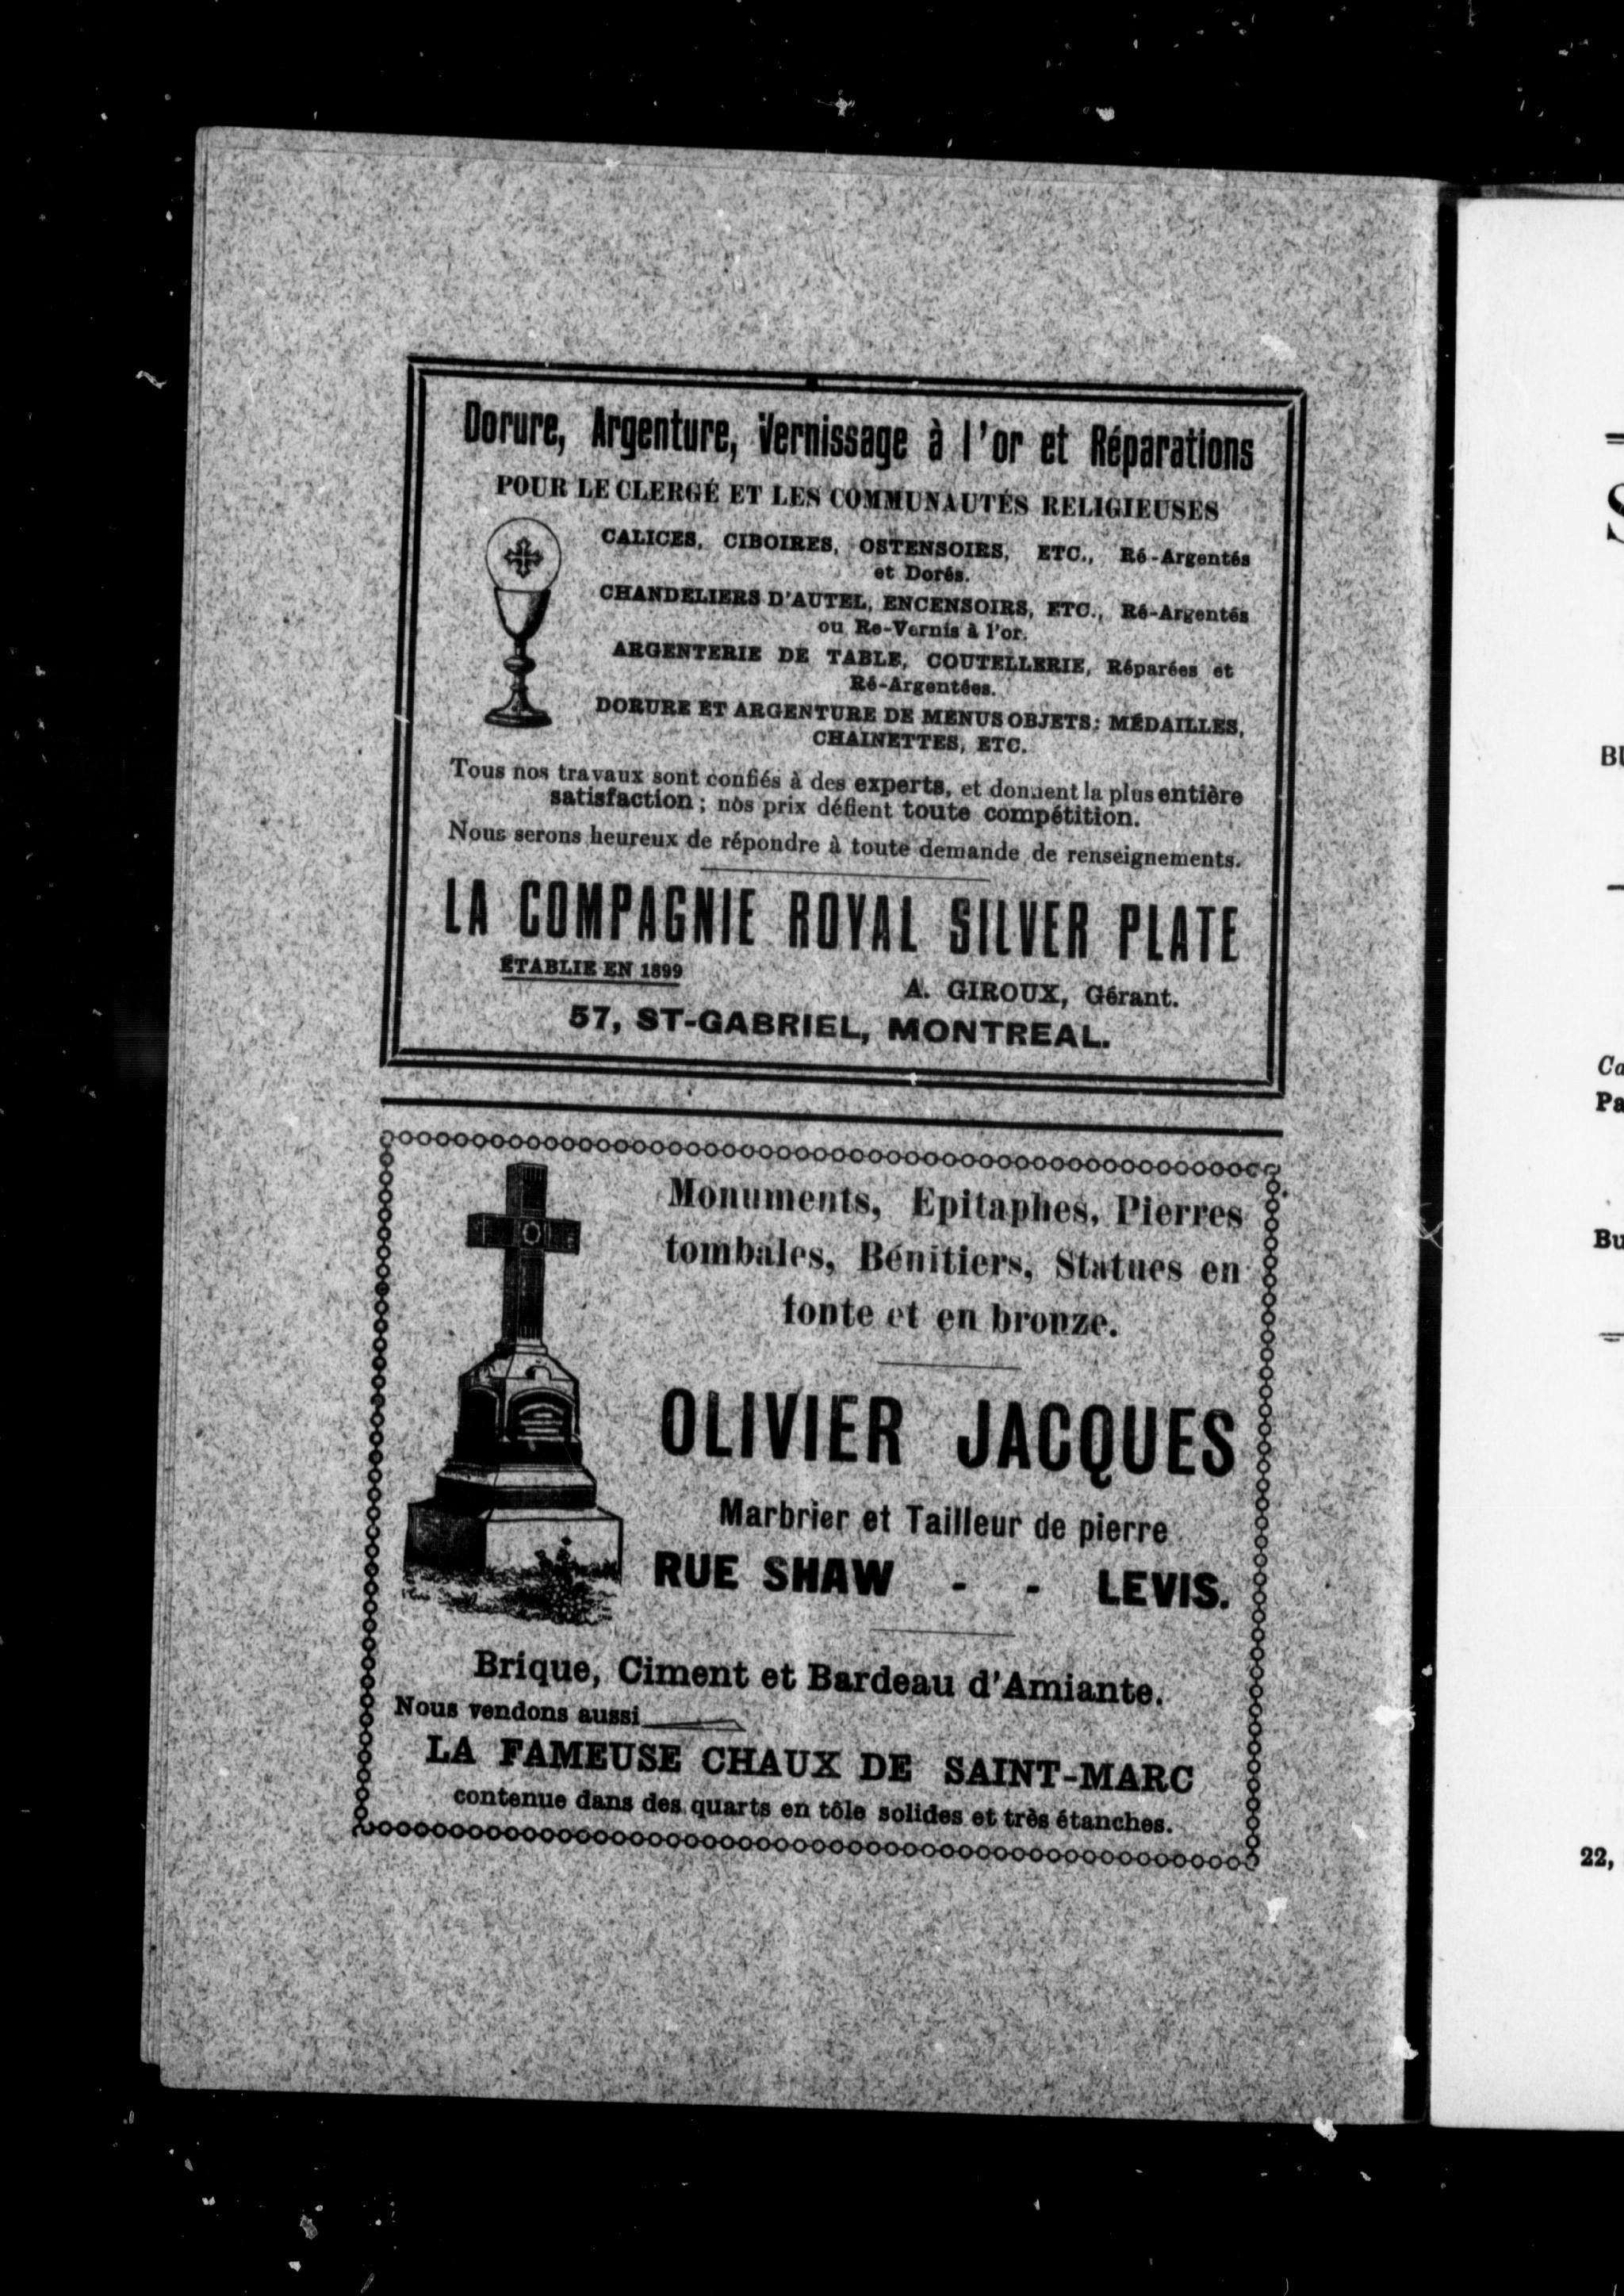 Dorure, Argenture, Vernissage à l'or et Réparations
POUR LE CLERGÉ ET LES COMMUNAUTÉS RELIGIEUSES
CALICES, CIBOIRES, OSTENSOIRS, ETC., Ré-Argentés
et Dorés.
CHANDELIERS D'AUTEL, ENCENSOIRS, ETC., Ré-Argentés
ou Re-Vernis à l'or.
ARGENTERIE DE TABLE, COUTELLERIE, Réparées et
Ré-Argentées.
DORURE ET ARGENTURE DE MENUS OBJETS: MÉDAILLES,
CHAINETTES, ETC.
Tous nos travaux sont confiés à des experts, et donnent la plus entière
satisfaction ; nos prix défient toute compétition.
Nous serons heureux de répondre à toute demande de renseignements.
LA COMPAGNIE ROYAL SILVER PLATE
ÉTABLIE EN 1899
A. GIROUX, Gérant.
57, ST-GABRIEL, MONTREAL.
Monuments, Epitaphes, Pierres
tombales, Bénitiers, Statues en
fonte et en bronze.
OLIVIER JACQUES
Marbrier et Tailleur de pierre
RUE SHAW - - LEVIS.
Brique, Ciment et Bardeau d'Amiante.
Nous vendons aussi
LA FAMEUSE CHAUX DE SAINT-MARC
contenue dans des quarts en tôle solides et très étanches.
S
BU
Ca
Pa
Bu
22,